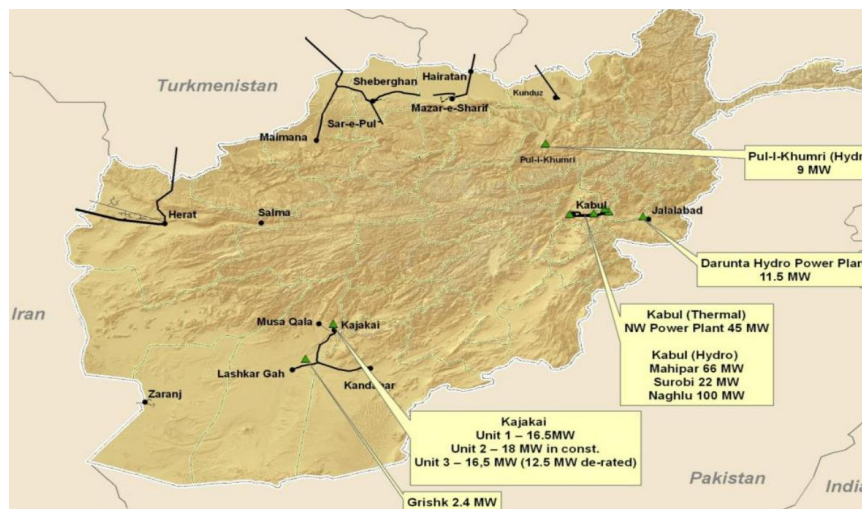 Turkmenistan
Sheberghan
Hairatan
Mazar-e-Sharif
Kunduz
Sar-e-Pul
Maimana
Pul-I-Khumri
Pul-I-Khumri (Hydr
9 MW
Herat
Salma
Kabul
Jalalabad
Darunta Hydro Power Plan
11.5 MW
Iran
Musa Qala
Kajakai
Kabul (Thermal)
NW Power Plant 45 MW
Kabul (Hydro)
Mahipar 66 MW
Surobi 22 MW
Naghlu 100 MW
Lashkar Gah
Kandahar
Zaranj
Kajakai
Unit 1 – 16.5MW
Unit 2 – 18 MW in const.
Unit 3 – 16,5 MW (12.5 MW de-rated)
Grishk 2.4 MW
Pakistan
India